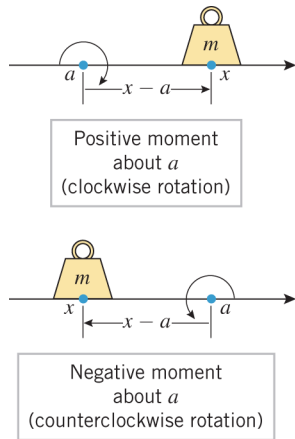 m
a x
x − a
Positive moment
about a
(clockwise rotation)
m
x a
x − a
Negative moment
about a
(counterclockwise rotation)